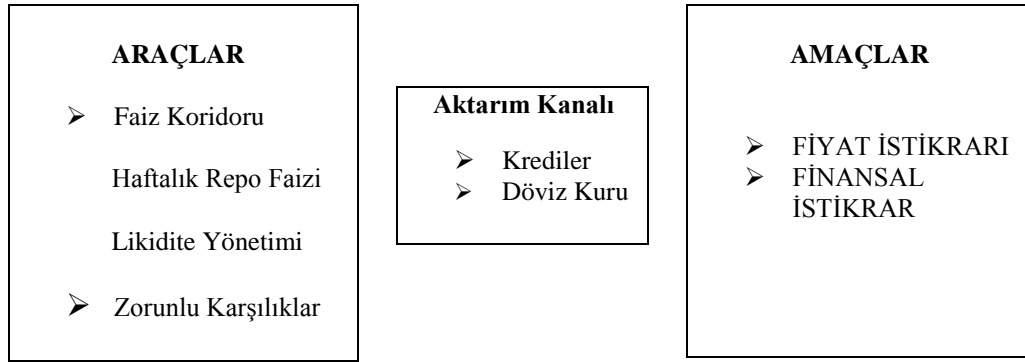 ARAÇLAR
➢ Faiz Koridoru
Haftalık Repo Faizi
Likidite Yönetimi
➢ Zorunlu Karşılıklar
Aktarım Kanalı
➢ Krediler
➢ Döviz Kuru
AMAÇLAR
➢ FİYAT İSTİKRARI
➢ FİNANSAL
İSTİKRAR